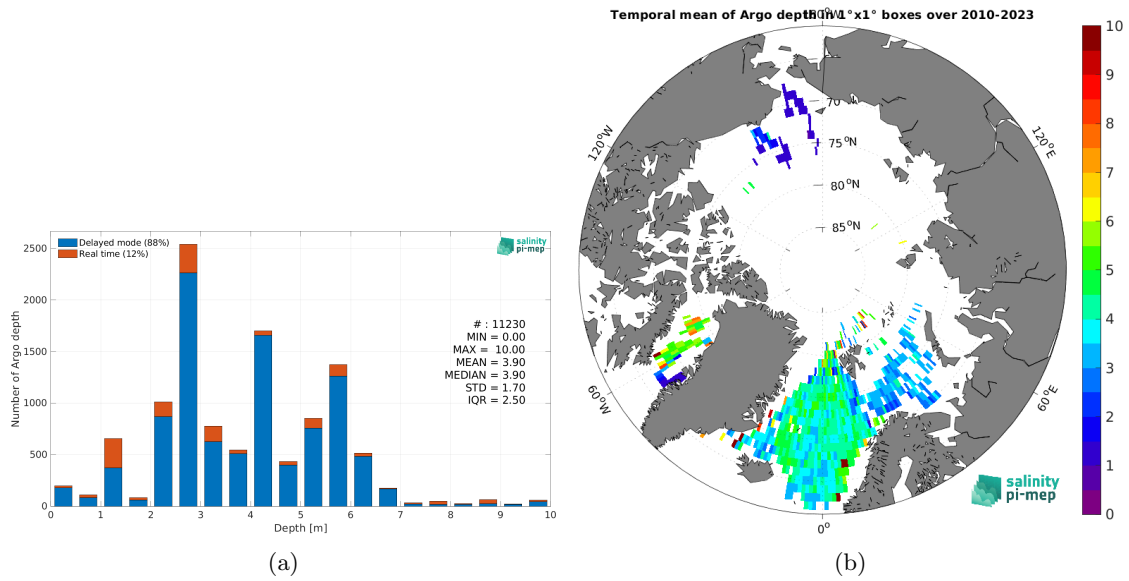 Temporal mean of Argo depth in 1°x1° boxes over 2010-2023
180°W
Delayed mode (88%)
Real time (12%)
salinity
pi-mep
# : 11230
MIN = 0.00
MAX = 10.00
MEAN = 3.90
MEDIAN = 3.90
STD = 1.70
IQR = 2.50
Number of Argo depth
2500
2000
1500
1000
500
0
0 1 2 3 4 5 6 7 8 9 10
Depth [m]
(a)
120°W
70°N
75°N
80°N
85°N
120°E
60°W
60°E
0°
salinity
pi-mep
10
9
8
7
6
5
4
3
2
1
0
(b)